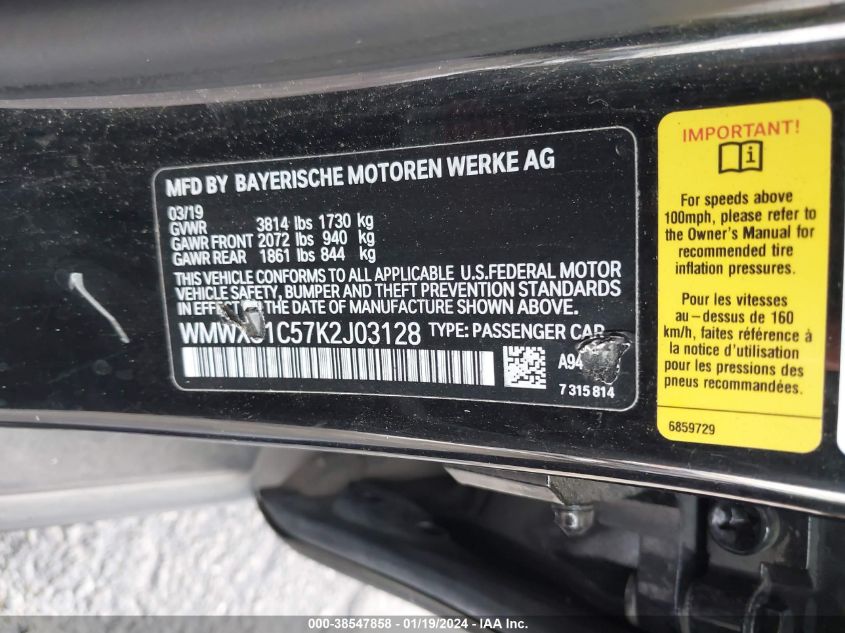 MFD BY BAYERISCHE MOTOREN WERKE AG
03/19
GVWR 3814 lbs 1730 kg
GAWR FRONT 2072 lbs 940 kg
GAWR REAR 1861 lbs 844 kg
THIS VEHICLE CONFORMS TO ALL APPLICABLE U.S.FEDERAL MOTOR
VEHICLE SAFETY, BUMPER AND THEFT PREVENTION STANDARDS
IN EFFECT ON THE DATE OF MANUFACTURE SHOWN ABOVE.
TYPE: PASSENGER CAR
7 315 814
IMPORTANT!
For speeds above
100mph, please refer to
the Owner's Manual for
recommended tire
inflation pressures.
Pour les vitesses
au-dessus de 160
km/h, faites référence à
la notice d'utilisation
pour les pressions des
pneus recommandées.
6859729
000-38547858 - 01/19/2024 - IAA Inc.